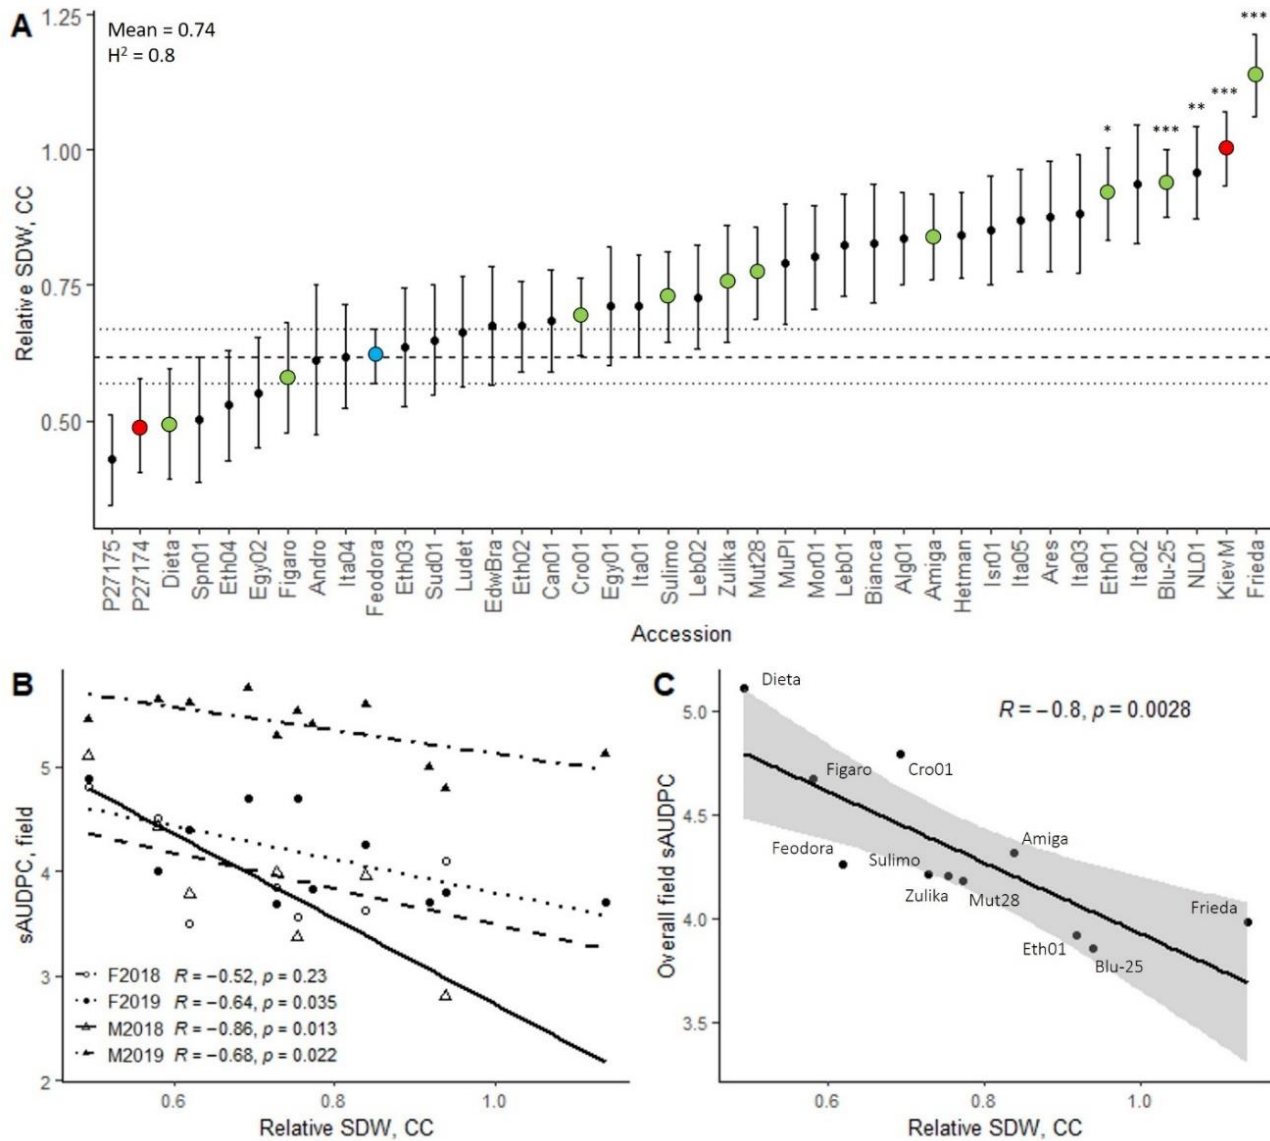 A
Mean = 0.74
H² = 0.8
Relative SDW, CC
1.25
1.00
0.75
0.50
*
***
**
***
***
P27175
P27174
Dieta
Spn01
Eth04
Egy02
Figaro
Andro
Ita04
Feodora
Eth03
Sud01
Ludet
EdwBra
Eth02
Can01
Cro01
Egy01
Ita01
Sulimo
Leb02
Zulika
Mut28
MuPl
Mor01
Leb01
Bianca
Alg01
Amiga
Hetman
Isr01
Ita05
Ares
Ita03
Eth01
Ita02
Blu-25
NL01
Kiev M
Frieda
Accession
B
sAUDPC, field
5
4
3
2
F2018 R = −0.52, p = 0.23
F2019 R = −0.64, p = 0.035
M2018 R = −0.86, p = 0.013
M2019 R = −0.68, p = 0.022
0.6
0.8
1.0
Relative SDW, CC
C
Overall field sAUDPC
5.0
4.5
4.0
3.5
R = −0.8, p = 0.0028
Dieta
Figaro
Cro01
Feodora
Sulimo
Amiga
Zulika
Mut28
Frieda
Eth01
Blu-25
0.6
0.8
1.0
Relative SDW, CC